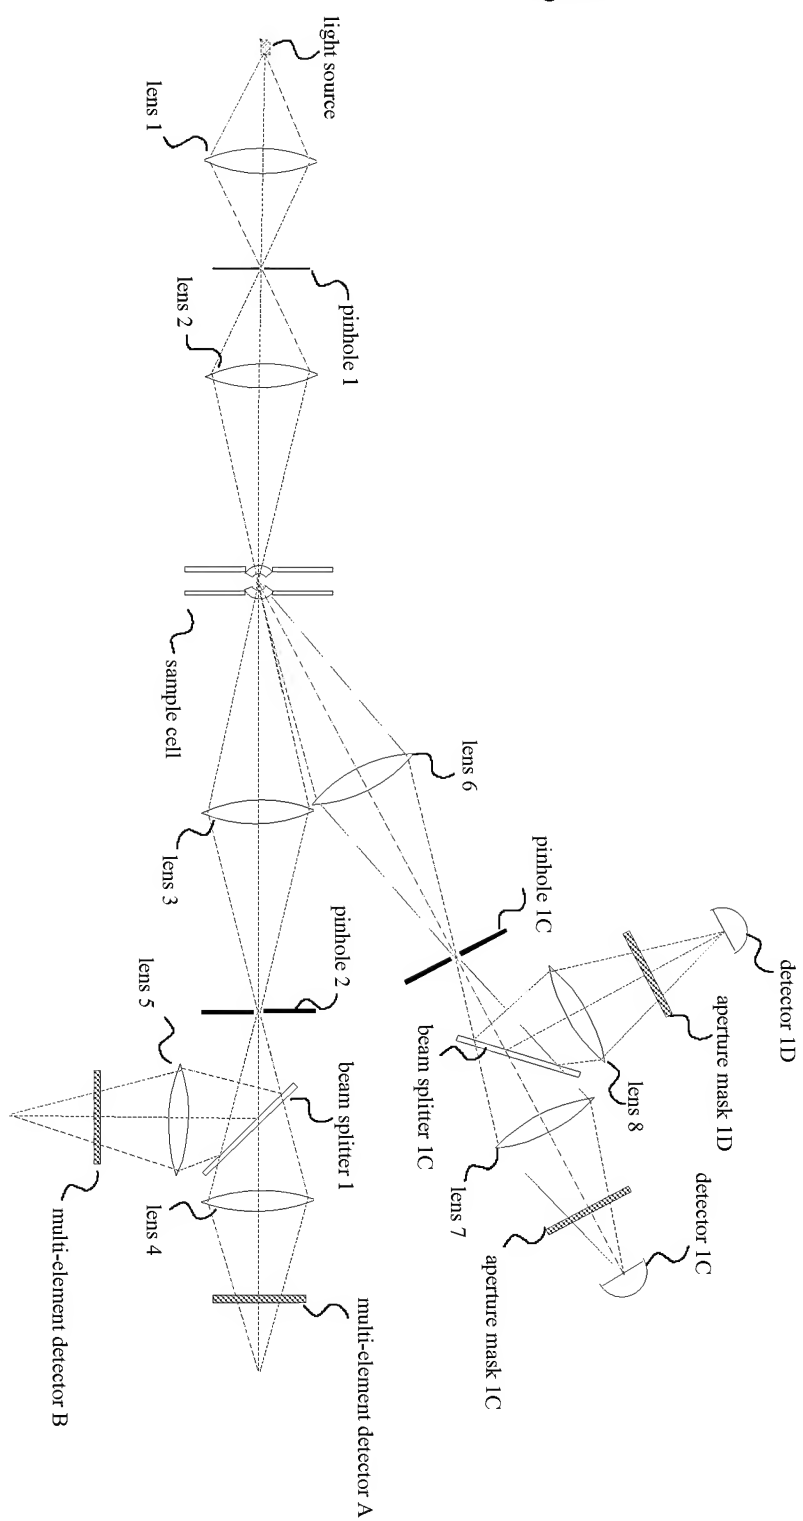 light source
lens 1
pinhole 1
lens 2
sample cell
lens 6
lens 3
pinhole 1C
detector 1D
aperture mask 1D
lens 8
beam splitter 1C
lens 7
detector 1C
aperture mask 1C
pinhole 2
lens 5
beam splitter 1
lens 4
multi-element detector B
multi-element detector A